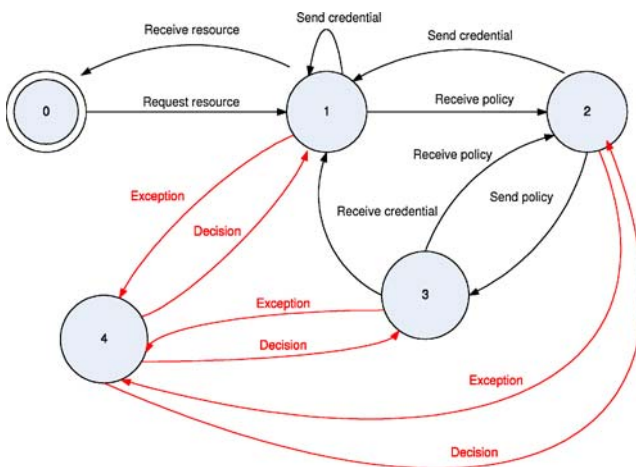 Send credential
Receive resource
Send credential
0
Request resource
1
Receive policy
2
Receive policy
Exception
Send policy
Receive credential
Decision
3
Exception
4
Decision
Exception
Decision